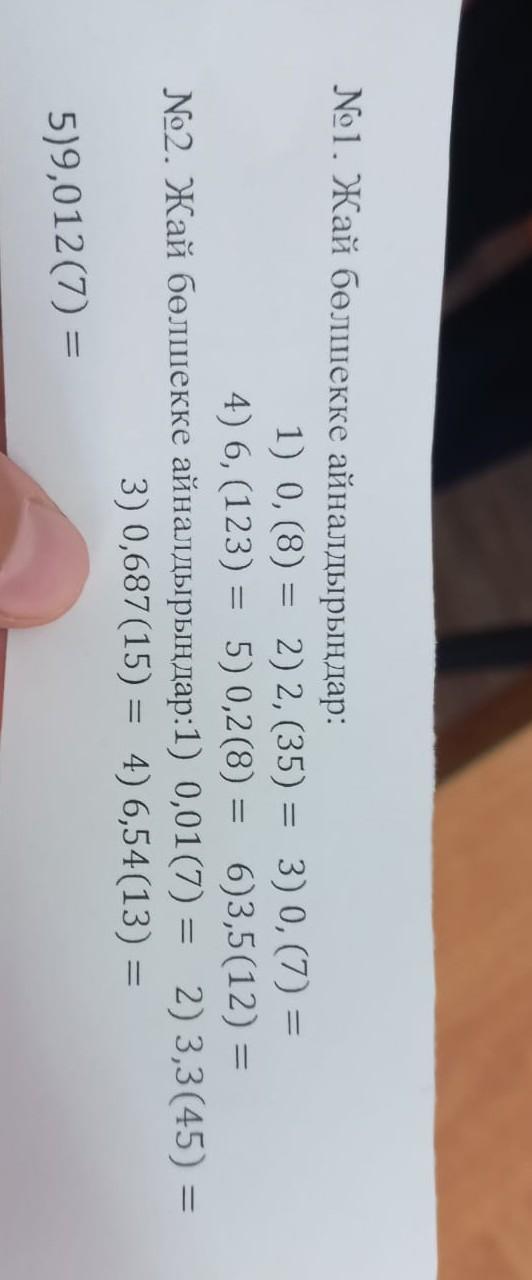 №1. Жай бөлшекке айналдырыңдар:
1) 0, (8) = 2) 2, (35) = 3) 0, (7) =
4) 6, (123) = 5) 0,2(8) = 6)3,5(12) =
№2. Жай бөлшекке айналдырыңдар:1) 0,01(7) = 2) 3,3(45) =
3) 0,687(15) = 4) 6,54(13) =
5)9,012(7) =